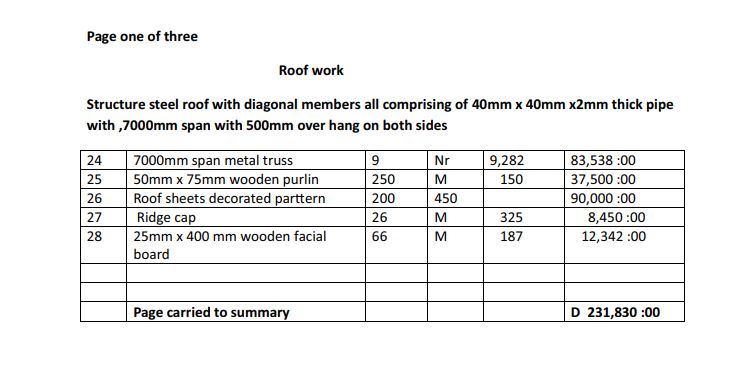 Page one of three
Roof work
Structure steel roof with diagonal members all comprising of 40mm x 40mm x2mm thick pipe
with ,7000mm span with 500mm over hang on both sides
24 7000mm span metal truss 9 Nr 9,282 83,538 :00
25 50mm x 75mm wooden purlin 250 M 150 37,500 :00
26 Roof sheets decorated parttern 200 450 90,000 :00
27 Ridge cap 26 M 325 8,450 :00
28 25mm x 400 mm wooden facial 66 M 187 12,342 :00
board
Page carried to summary D 231,830 :00